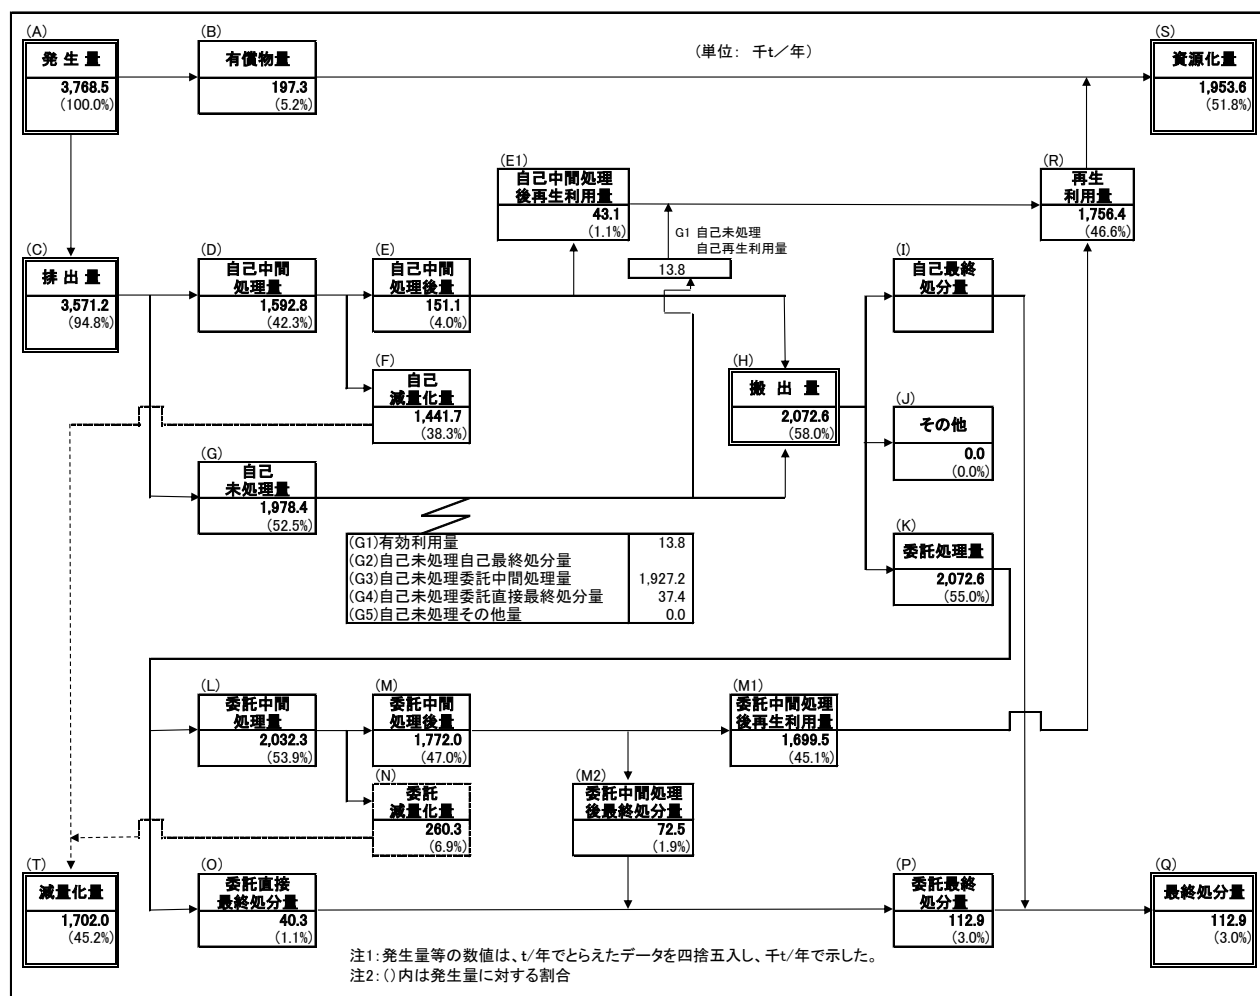 (A)
発 生 量
3,768.5
(100.0%)
(B)
有償物量
197.3
(5.2%)
(単位： 千t／年)
(S)
資源化量
1,953.6
(51.8%)
(E1)
自己中間処理
後再生利用量
43.1
(1.1%)
(R)
再生
利用量
1,756.4
(46.6%)
G1 自己未処理
自己再生利用量
13.8
(C)
排 出 量
3,571.2
(94.8%)
(D)
自己中間
処理量
1,592.8
(42.3%)
(E)
自己中間
処理後量
151.1
(4.0%)
(I)
自己最終
処分量
(F)
自己
減量化量
1,441.7
(38.3%)
(H)
搬 出 量
2,072.6
(58.0%)
(J)
その他
0.0
(0.0%)
(G)
自己
未処理量
1,978.4
(52.5%)
(G1)有効利用量 13.8
(G2)自己未処理自己最終処分量
(G3)自己未処理委託中間処理量 1,927.2
(G4)自己未処理委託直接最終処分量 37.4
(G5)自己未処理その他量 0.0
(K)
委託処理量
2,072.6
(55.0%)
(L)
委託中間
処理量
2,032.3
(53.9%)
(M)
委託中間
処理後量
1,772.0
(47.0%)
(M1)
委託中間処理
後再生利用量
1,699.5
(45.1%)
(N)
委託
減量化量
260.3
(6.9%)
(M2)
委託中間処理
後最終処分量
72.5
(1.9%)
(T)
減量化量
1,702.0
(45.2%)
(O)
委託直接
最終処分量
40.3
(1.1%)
(P)
委託最終
処分量
112.9
(3.0%)
(Q)
最終処分量
112.9
(3.0%)
注1：発生量等の数値は、t/年でとらえたデータを四捨五入し、千t/年で示した。
注2：()内は発生量に対する割合